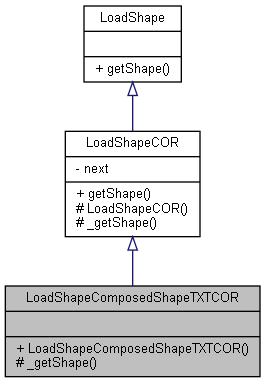 LoadShape
+ getShape()
LoadShapeCOR
- next
+ getShape()
# LoadShapeCOR()
# _getShape()
LoadShapeComposedShapeTXTCOR
+ LoadShapeComposedShapeTXTCOR()
# _getShape()